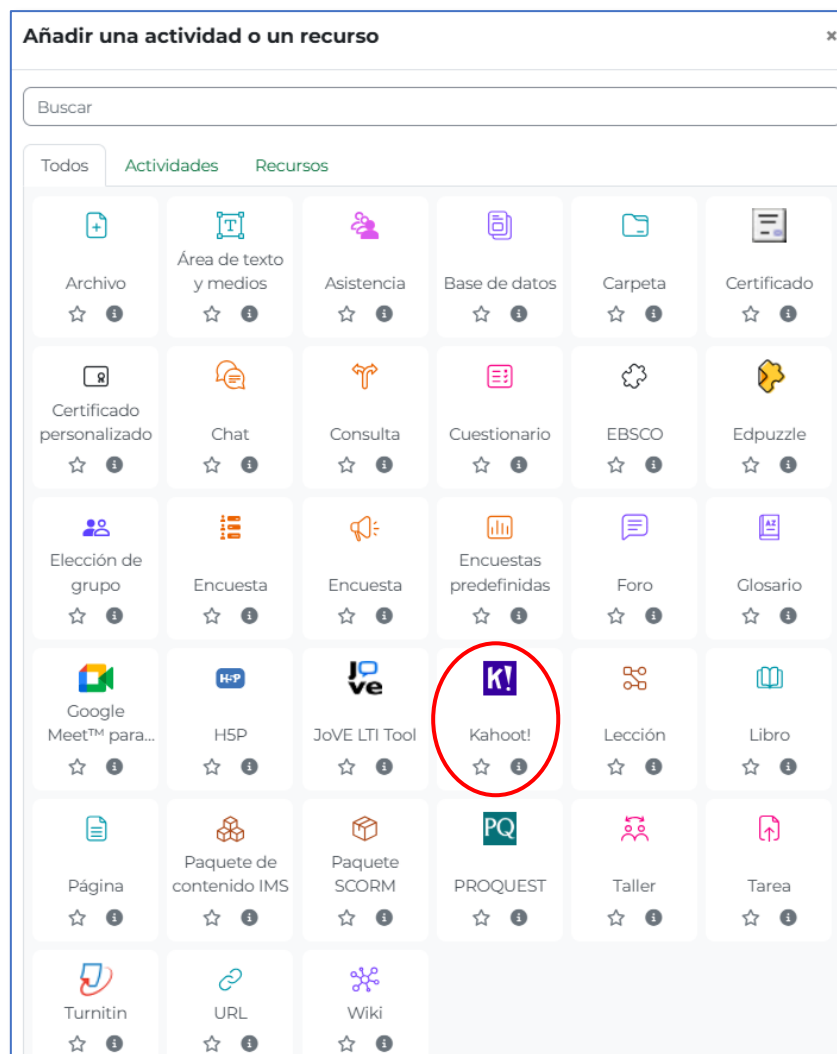 Añadir una actividad o un recurso
×
Buscar
Todos Actividades Recursos
Archivo
Área de texto
y medios
Asistencia
Base de datos
Carpeta
Certificado
Certificado
personalizado
Chat
Consulta
Cuestionario
EBSCO
Edpuzzle
Elección de
grupo
Encuesta
Encuesta
Encuestas
predefinidas
Foro
AZ
Glosario
Google
Meet™ para...
H5P
H5P
JoVE
JoVE LTI Tool
K!
Kahoot!
Lección
Libro
Página
Paquete de
contenido IMS
Paquete
SCORM
PQ
PROQUEST
Taller
Tarea
Turnitin
URL
Wiki